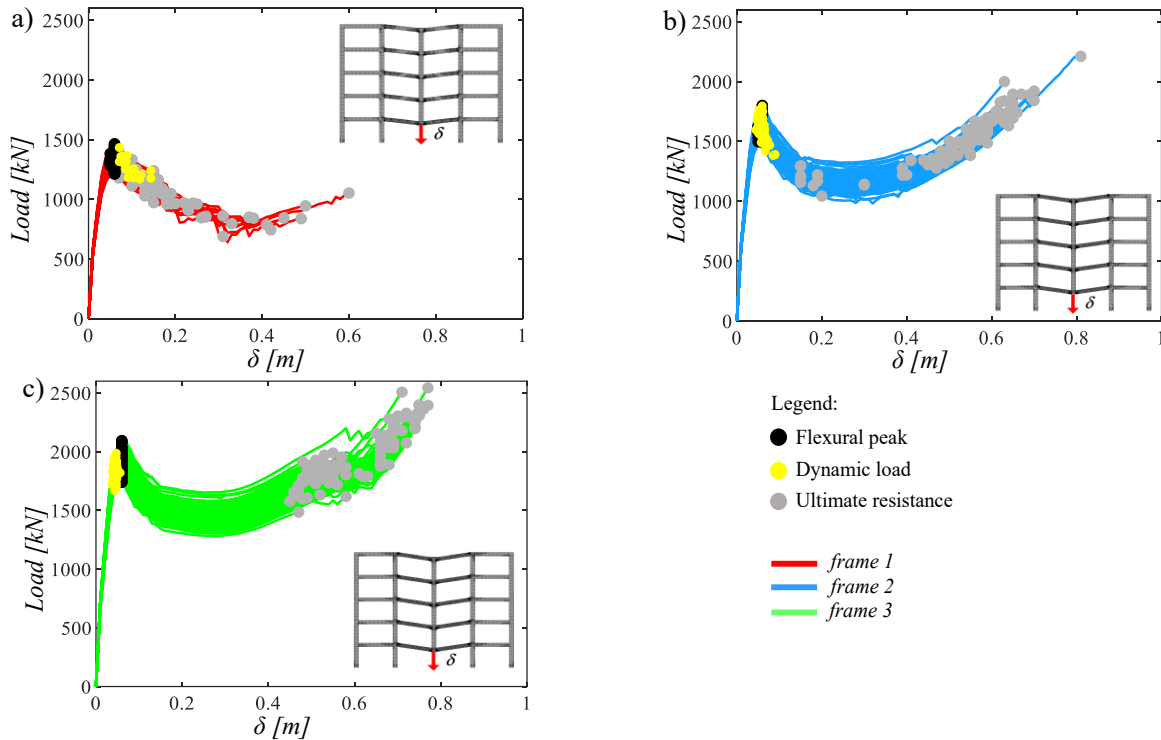 a)
2500
2000
1500
1000
500
0
Load [kN]
0
0.2
0.4
0.6
0.8
1
δ [m]
δ
b)
2500
2000
1500
1000
500
0
Load [kN]
0
0.2
0.4
0.6
0.8
1
δ [m]
δ
c)
2500
2000
1500
1000
500
0
Load [kN]
0
0.2
0.4
0.6
0.8
1
δ [m]
δ
Legend:
Flexural peak
Dynamic load
Ultimate resistance
frame 1
frame 2
frame 3